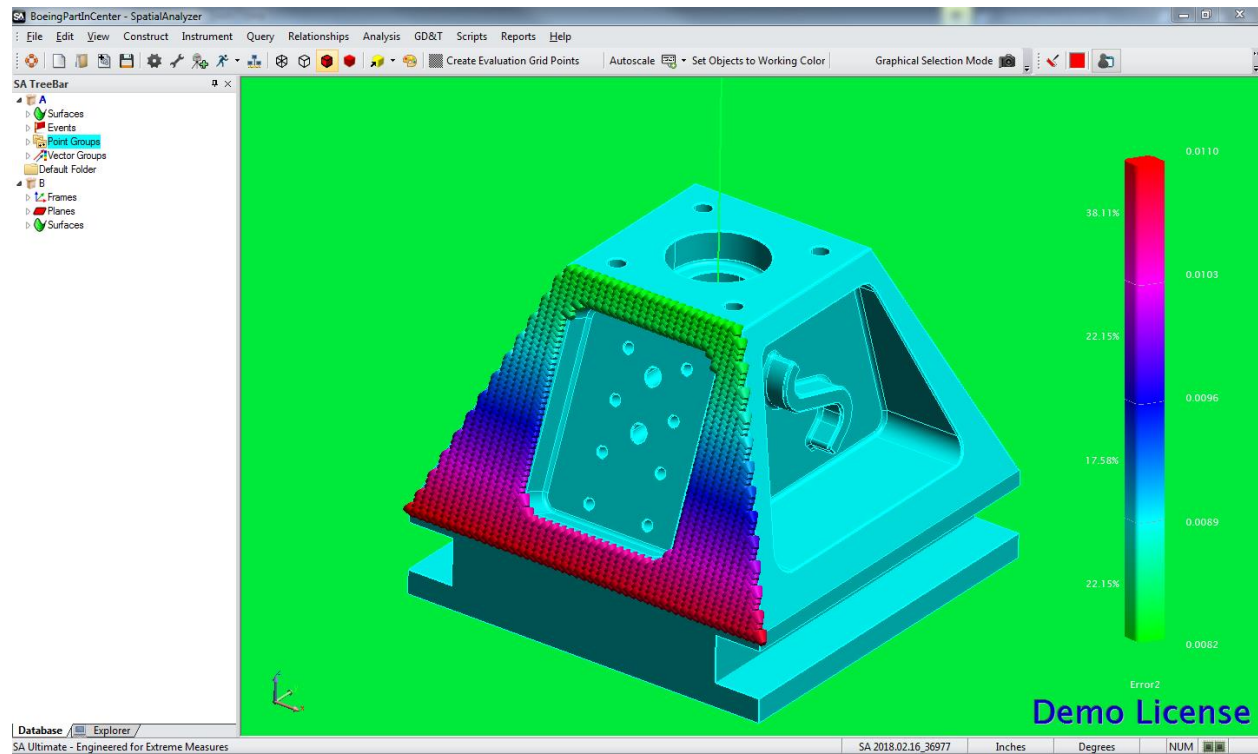 SA BoeingPartInCenter - SpatialAnalyzer
File Edit View Construct Instrument Query Relationships Analysis GD&T Scripts Reports Help
Create Evaluation Grid Points Autoscale Set Objects to Working Color Graphical Selection Mode
SA TreeBar
A
Surfaces
Events
Point Groups
Vector Groups
Default Folder
B
Frames
Planes
Surfaces
0.0110
38.11%
0.0103
22.15%
0.0096
17.58%
0.0089
22.15%
0.0082
Error2
Demo License
Database Explorer
SA Ultimate - Engineered for Extreme Measures SA 2018.02.16_36977 Inches Degrees NUM